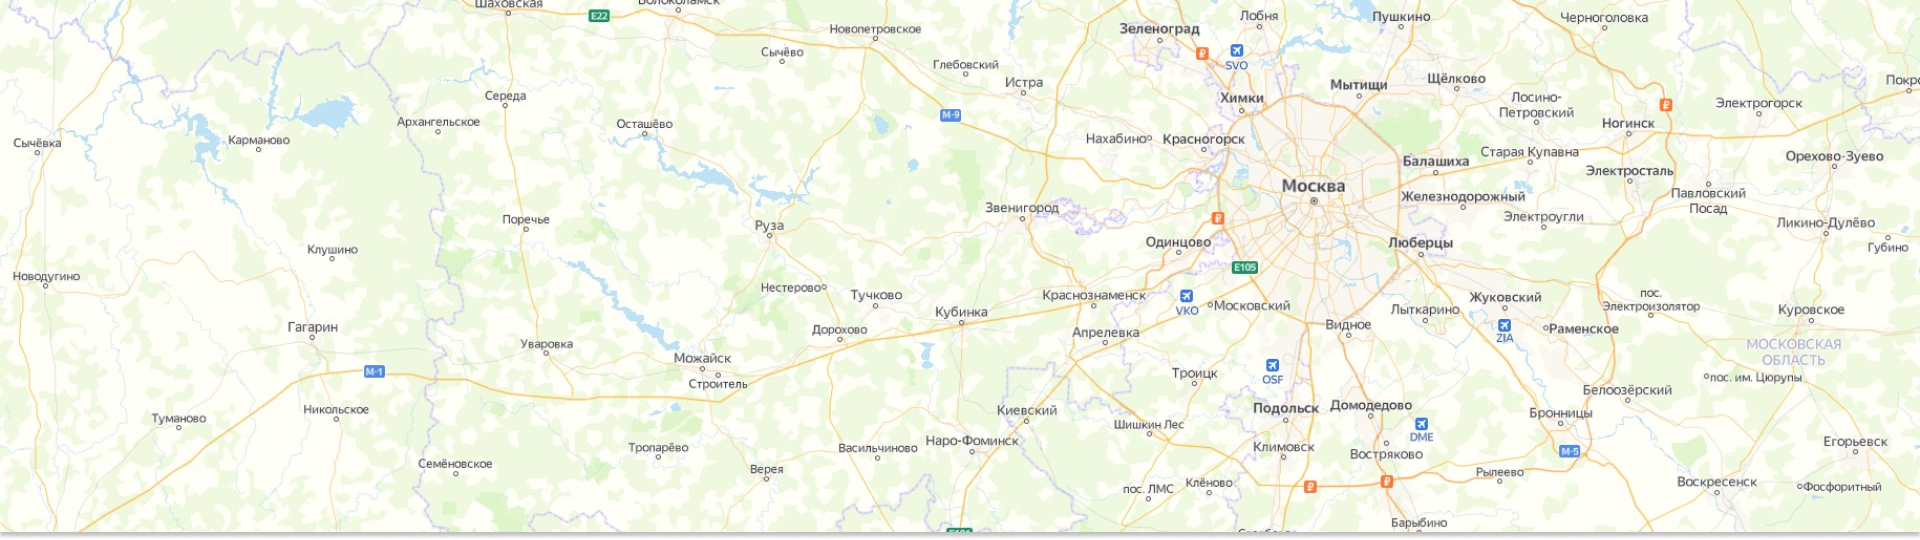 Шаховская
E22
Волоколамск
Новопетровское
Сычёво
Глебовский
Истра
Зеленоград
Лобня
Пушкино
Черноголовка
SVO
Химки
Мытищи
Щёлково
Лосино-
Петровский
Электрогорск
Покро
Середа
Архангельское
Осташёво
М-9
Ногинск
Сычёвка
Карманово
Нахабино
Красногорск
Балашиха
Старая Купавна
Орехово-Зуево
Электросталь
Москва
Железнодорожный
Павловский
Посад
Поречье
Руза
Звенигород
Электроугли
Ликино-Дулёво
Губино
Клушино
Одинцово
Люберцы
E105
Новодугино
Нестерово
Тучково
Краснознаменск
VKO
Московский
Лыткарино
Жуковский
пос.
Электроизолятор
Куровское
Гагарин
Дорохово
Кубинка
Апрелевка
Видное
ZIA
Раменское
МОСКОВСКАЯ
ОБЛАСТЬ
Уваровка
Можайск
Строитель
М-1
Троицк
OSF
пос. им. Цюрупы
Белоозёрский
Туманово
Никольское
Киевский
Шишкин Лес
Подольск
Домодедово
DME
Бронницы
М-5
Егорьевск
Семёновское
Тропарёво
Верея
Васильчиново
Наро-Фоминск
Климовск
Востряково
Рылеево
Воскресенск
Фосфоритный
пос. ЛМС
Клёново
Барыбино